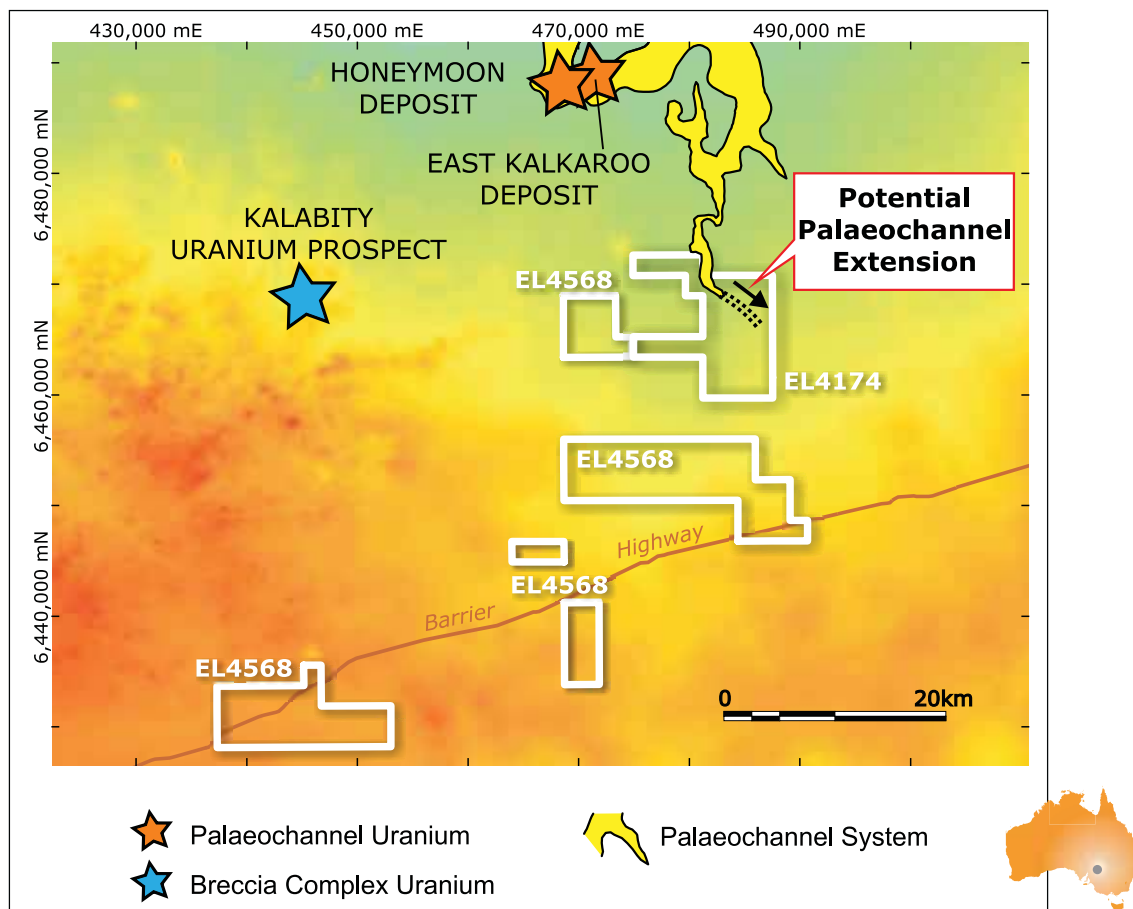 430,000 mE
450,000 mE
470,000 mE
490,000 mE
6,480,000 mN
6,460,000 mN
6,440,000 mN
HONEYMOON
DEPOSIT
EAST KALKAROO
DEPOSIT
KALABITY
URANIUM PROSPECT
Potential
Palaeochannel
Extension
EL4568
EL4174
EL4568
Highway
EL4568
Barrier
EL4568
0 20km
Palaeochannel Uranium
Palaeochannel System
Breccia Complex Uranium